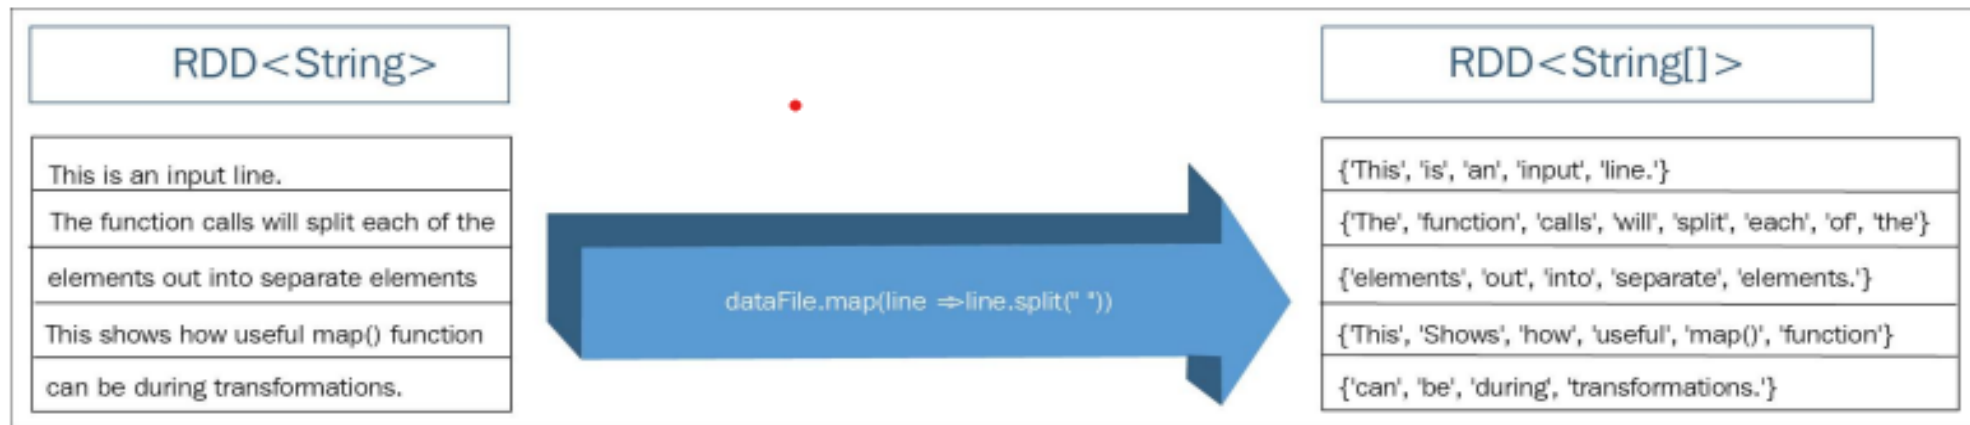 RDD<String>
This is an input line.
The function calls will split each of the
elements out into separate elements
This shows how useful map() function
can be during transformations.
dataFile.map(line =>line.split(" "))
RDD<String[]>
{'This', 'is', 'an', 'input', 'line.'}
{'The', 'function', 'calls', 'will', 'split', 'each', 'of', 'the'}
{'elements', 'out', 'into', 'separate', 'elements.'}
{'This', 'Shows', 'how', 'useful', 'map()', 'function'}
{'can', 'be', 'during', 'transformations.'}